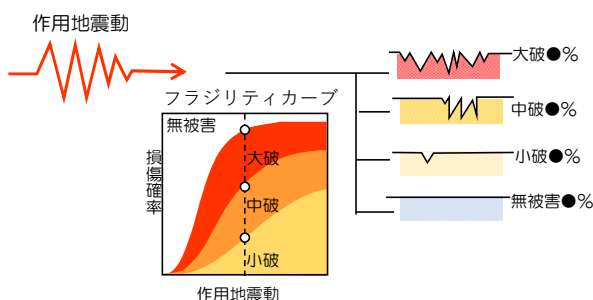 作用地震動
フラジリティカーブ
無被害
大破
中破
小破
損傷確率
作用地震動
大破●%
中破●%
小破●%
無被害●%